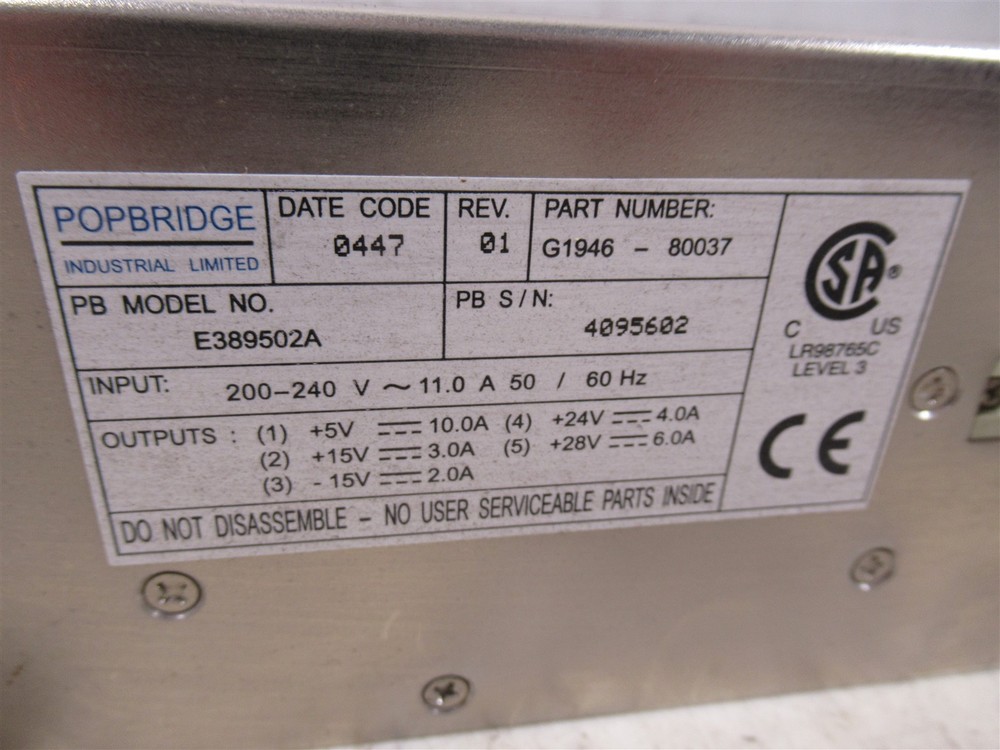 POPBRIDGE
INDUSTRIAL LIMITED
DATE CODE
0447
REV.
01
PART NUMBER:
G1946 - 80037
PB MODEL NO.
E389502A
PB S/N:
4095602
INPUT: 200-240 V ~ 11.0 A 50 / 60 Hz
OUTPUTS : (1) +5V ⎓ 10.0A (4) +24V ⎓ 4.0A
(2) +15V ⎓ 3.0A (5) +28V ⎓ 6.0A
(3) -15V ⎓ 2.0A
DO NOT DISASSEMBLE - NO USER SERVICEABLE PARTS INSIDE
CSA®
C US
LR98765C
LEVEL 3
CE